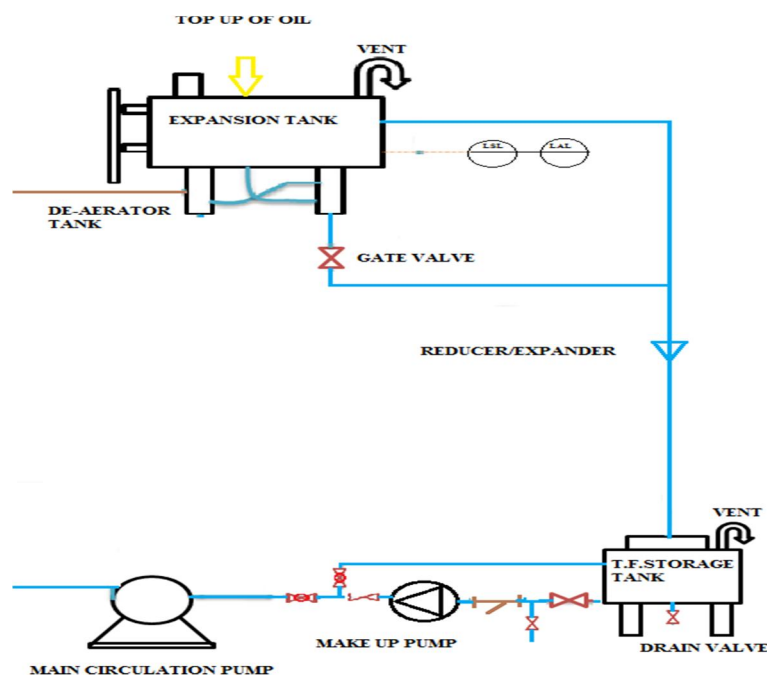 TOP UP OF OIL
VENT
EXPANSION TANK
LSL
LAL
DE-AERATOR
TANK
GATE VALVE
REDUCER/EXPANDER
VENT
T.F.STORAGE
TANK
MAKE UP PUMP
DRAIN VALVE
MAIN CIRCULATION PUMP